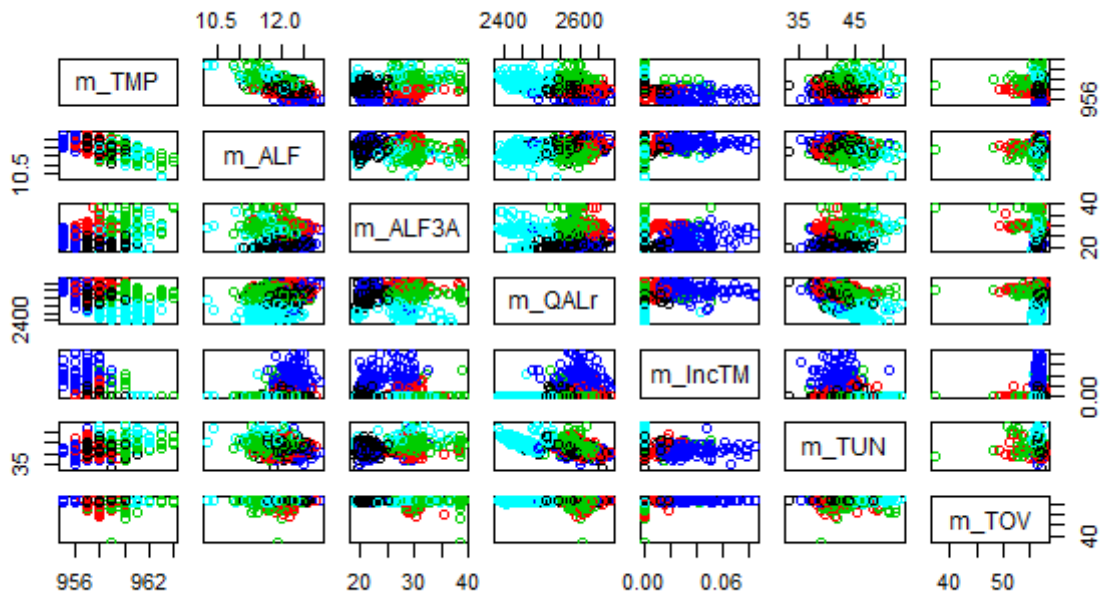 10.5 12.0 2400 2600 35 45
m_TMP 956
10.5 m_ALF
m_ALF3A 20 40
2400 m_QALr
m_IncTM 0.00
35 m_TUN
m_TOV 40
956 962 20 30 40 0.00 0.06 40 50